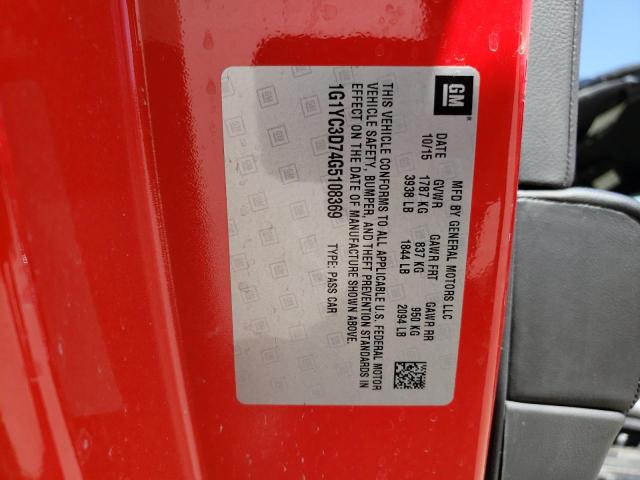 GM
MFD BY GENERAL MOTORS LLC
DATE GVWR GAWR FRT GAWR RR
10/15 1787 KG 837 KG 950 KG
3938 LB 1844 LB 2094 LB
THIS VEHICLE CONFORMS TO ALL APPLICABLE U.S. FEDERAL MOTOR
VEHICLE SAFETY, BUMPER, AND THEFT PREVENTION STANDARDS IN
EFFECT ON THE DATE OF MANUFACTURE SHOWN ABOVE.
1G1YC3D74G5108369 TYPE: PASS CAR